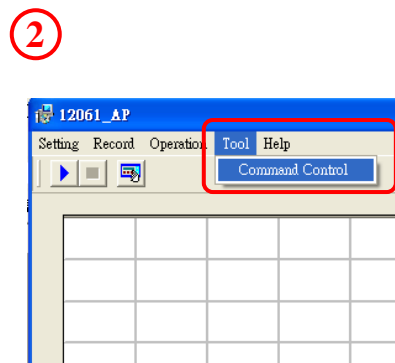 2
12061_AP
Setting Record Operation Tool Help
Command Control